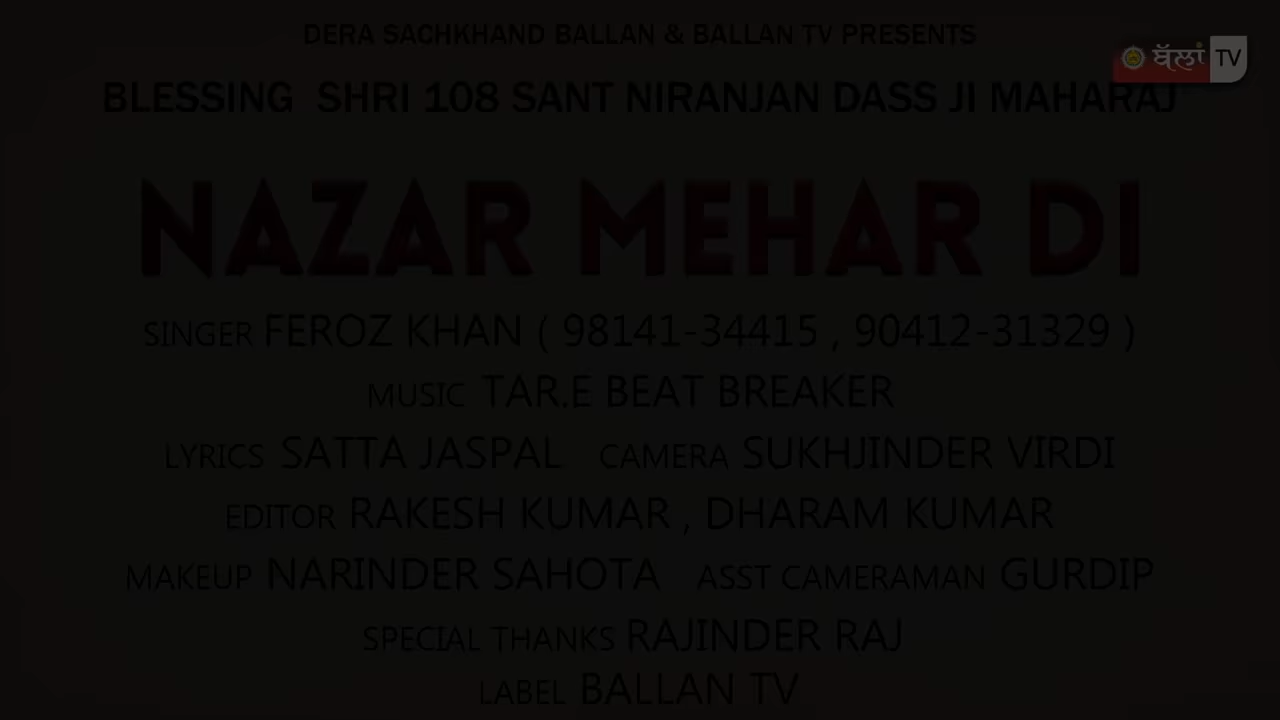 DERA SACHKHAND BALLAN & BALLAN TV PRESENTS
ਬੱਲਾਂ TV
BLESSING SHRI 108 SANT NIRANJAN DASS JI MAHARAJ
NAZAR MEHAR DI
SINGER FEROZ KHAN ( 98141-34415 , 90412-31329 )
MUSIC TAR.E BEAT BREAKER
LYRICS SATTA JASPAL CAMERA SUKHJINDER VIRDI
EDITOR RAKESH KUMAR , DHARAM KUMAR
MAKEUP NARINDER SAHOTA ASST CAMERAMAN GURDIP
SPECIAL THANKS RAJINDER RAJ
LABEL BALLAN TV